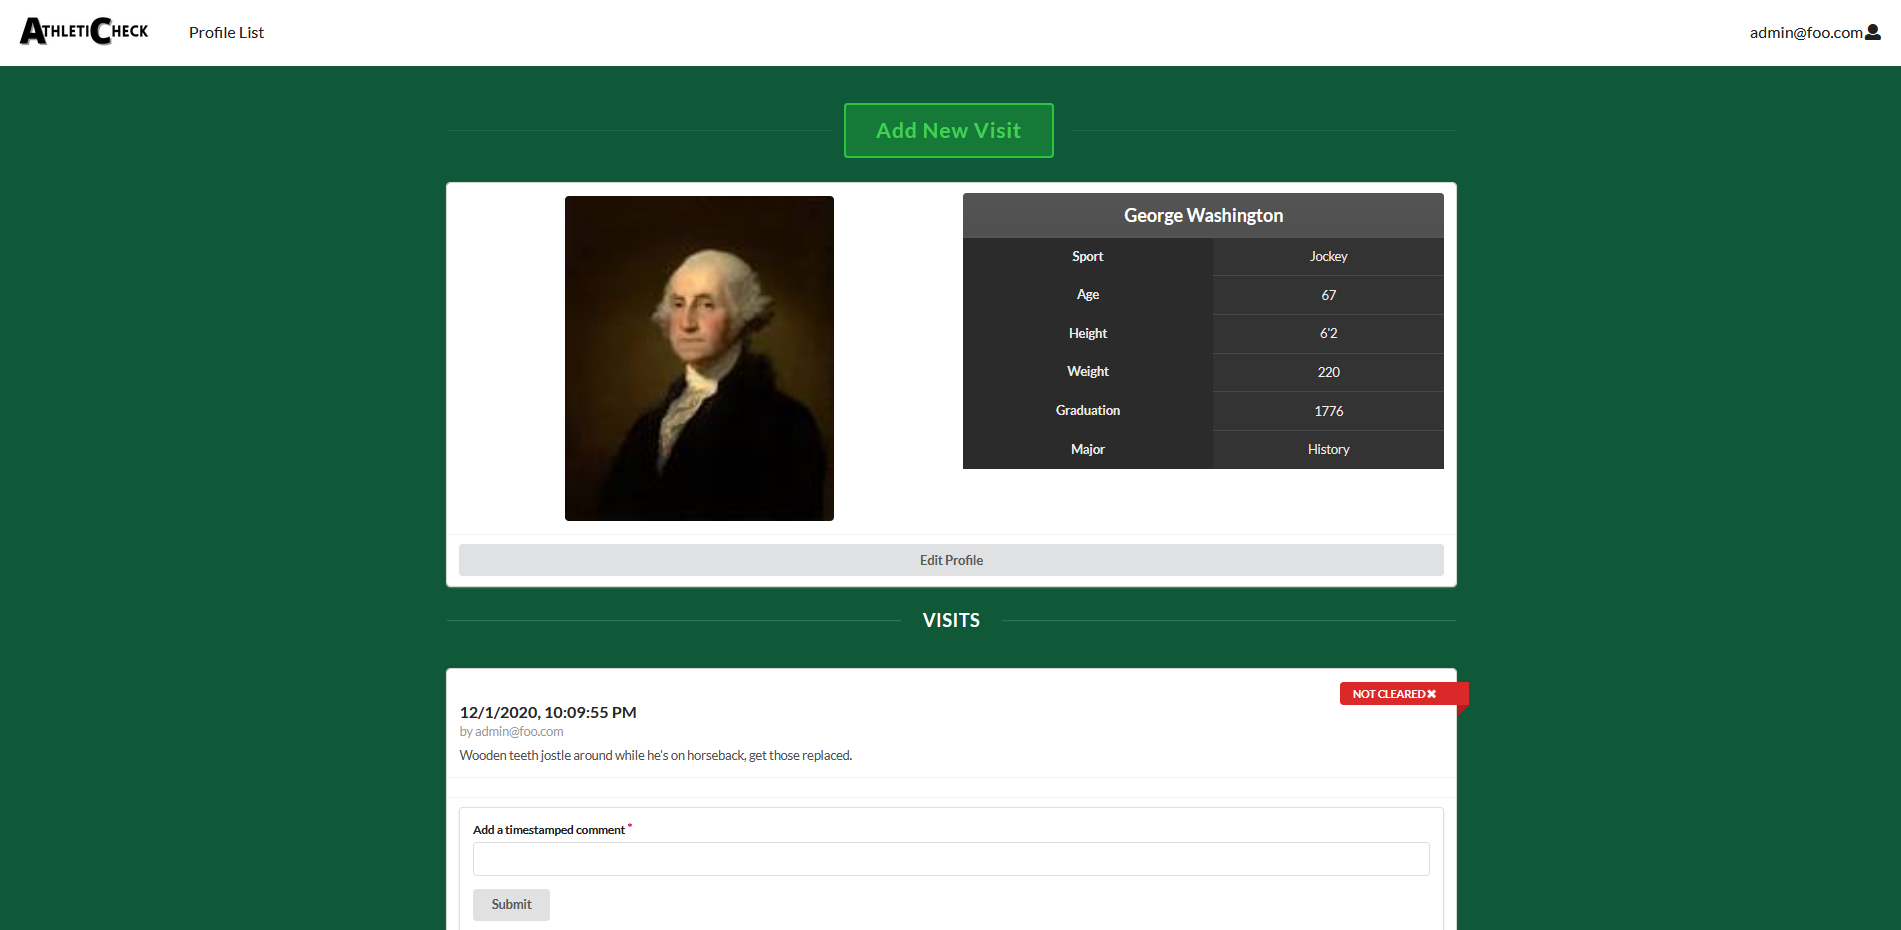 AthletiCheck
Profile List
admin@foo.com
Add New Visit
George Washington
Sport Jockey
Age 67
Height 6'2
Weight 220
Graduation 1776
Major History
Edit Profile
VISITS
NOT CLEARED
12/1/2020, 10:09:55 PM
by admin@foo.com
Wooden teeth jostle around while he's on horseback, get those replaced.
Add a timestamped comment *
Submit